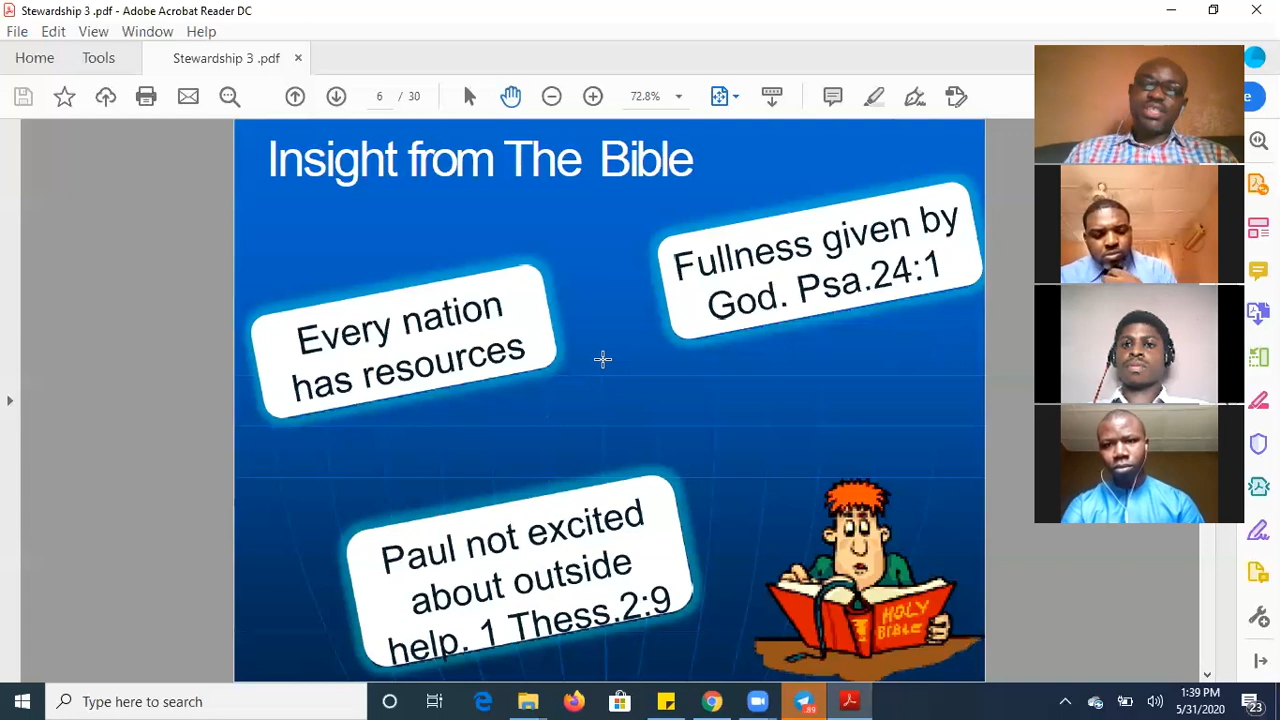 Stewardship 3 .pdf - Adobe Acrobat Reader DC
File Edit View Window Help
Home Tools Stewardship 3 .pdf
6 / 30 72.8%
Insight from The Bible
Fullness given by
God. Psa.24:1
Every nation
has resources
Paul not excited
about outside
help. 1 Thess.2:9
HOLY
BIBLE
Type here to search
89
1:39 PM
5/31/2020
23